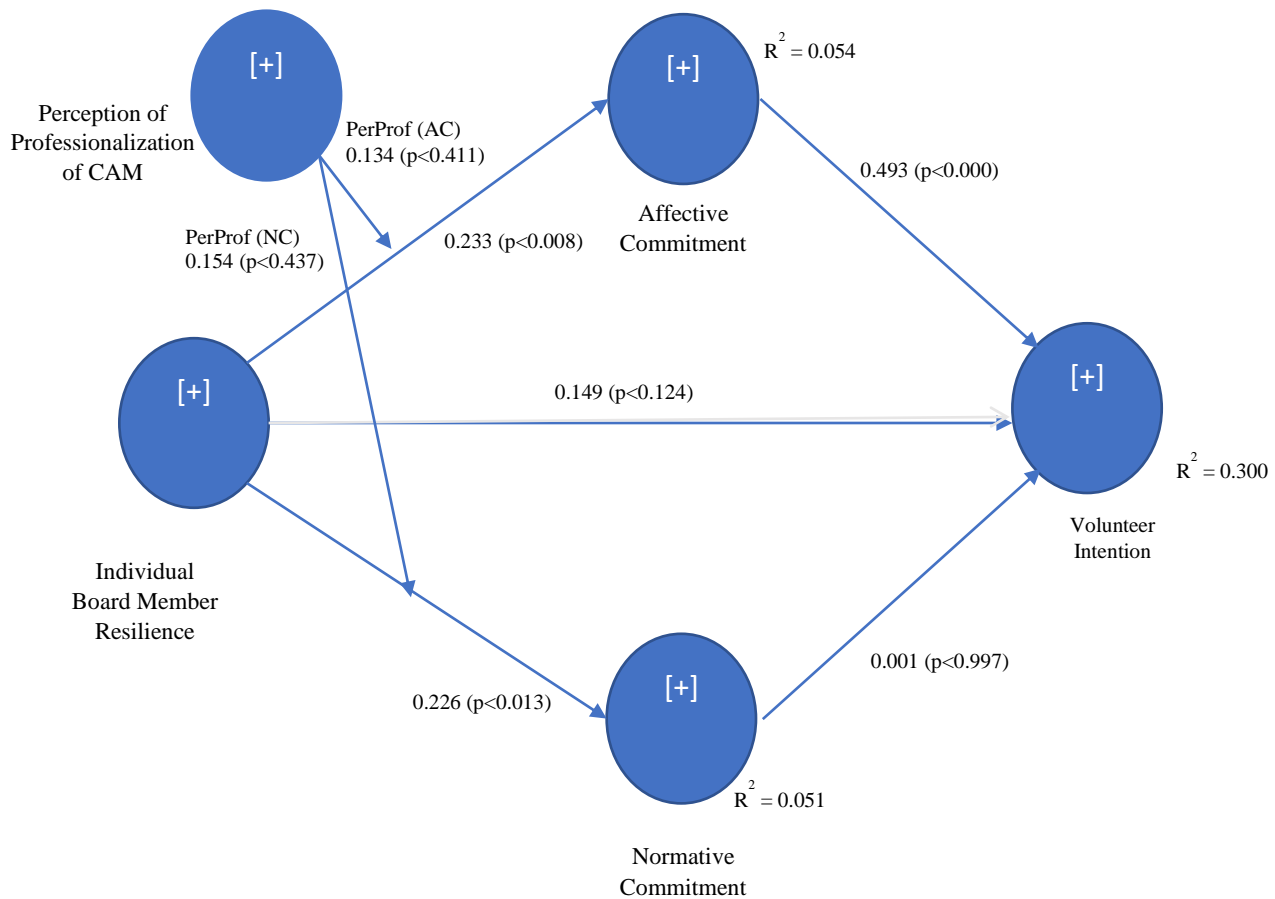 [+]
Perception of
Professionalization
of CAM
PerProf (AC)
0.134 (p<0.411)
PerProf (NC)
0.154 (p<0.437)
[+]
R2 = 0.054
Affective
Commitment
0.233 (p<0.008)
0.493 (p<0.000)
[+]
Individual
Board Member
Resilience
0.149 (p<0.124)
[+]
R2 = 0.300
Volunteer
Intention
0.226 (p<0.013)
0.001 (p<0.997)
[+]
R2 = 0.051
Normative
Commitment